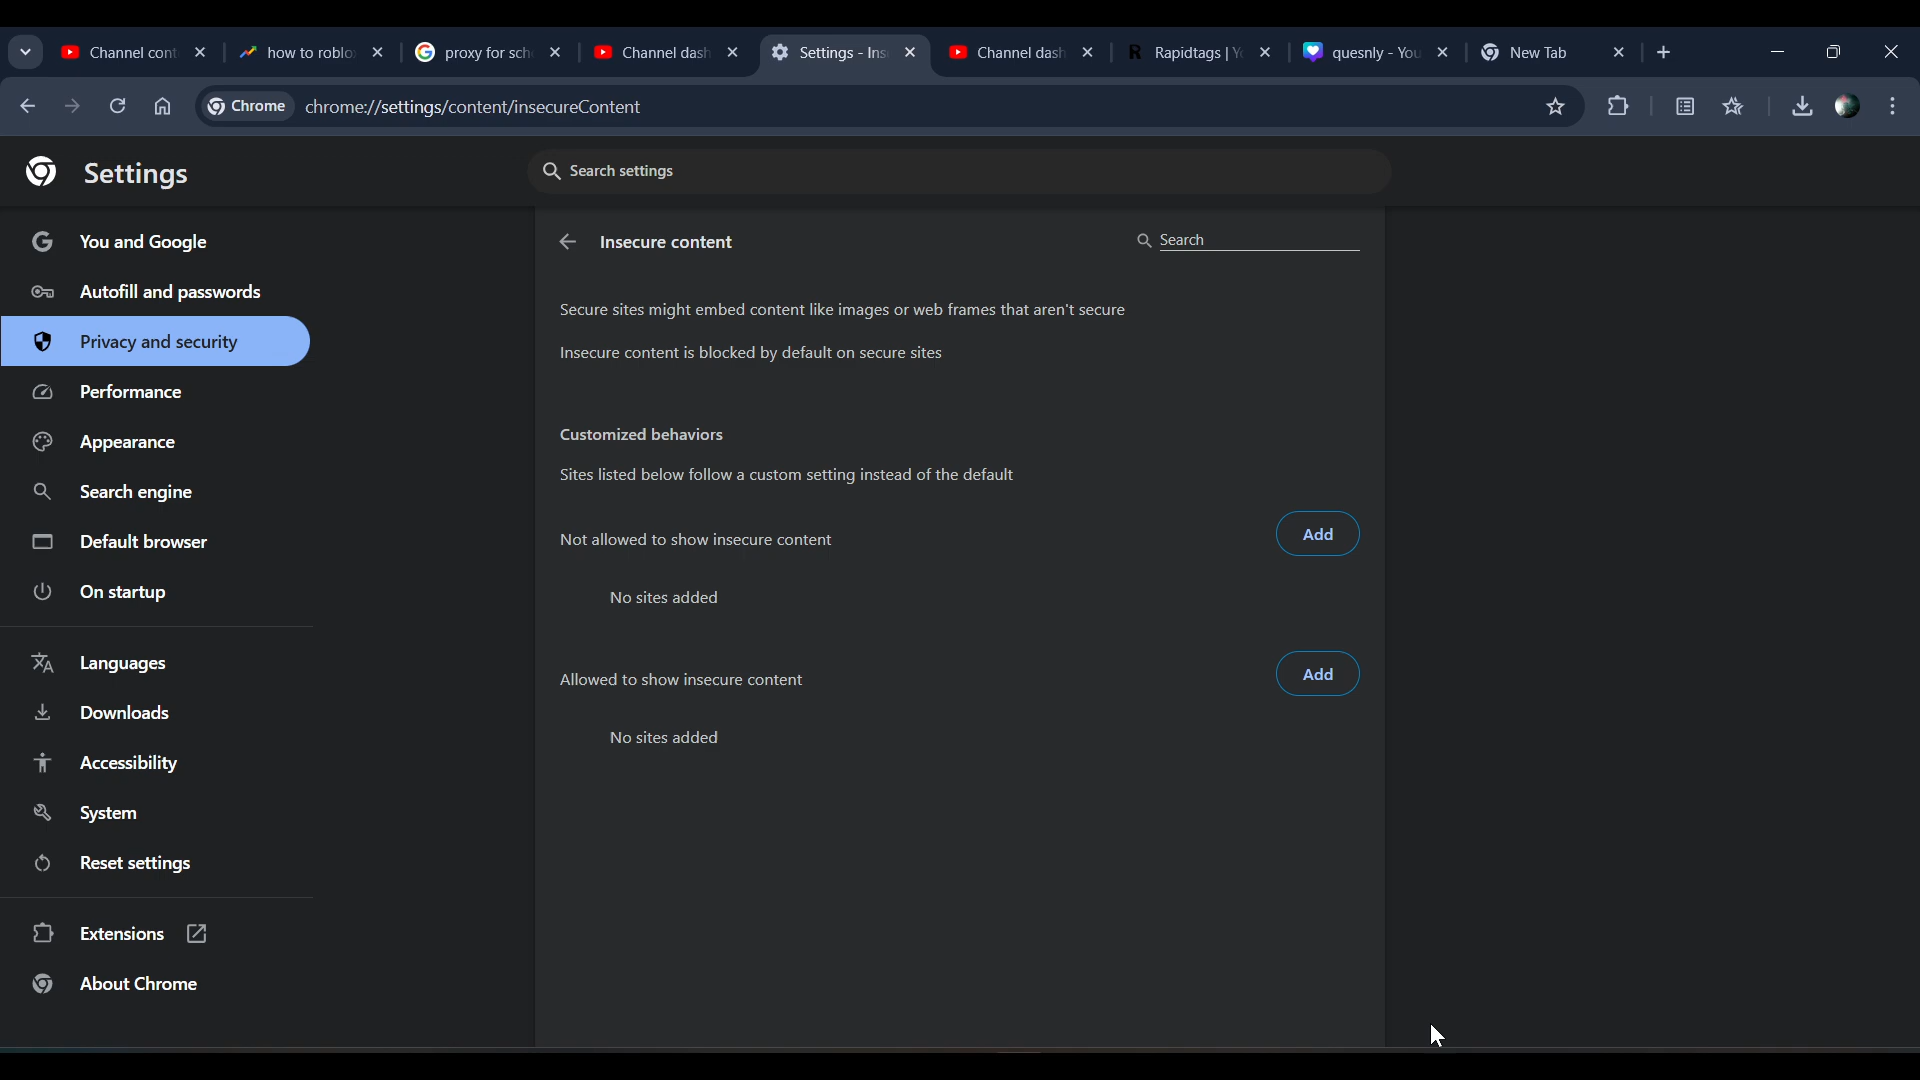 Channel cont
how to roblo
proxy for sch
Channel dash
Settings - Ins
Channel dash
Rapidtags | Y
quesnly - You
New Tab
Chrome
chrome://settings/content/insecureContent
Settings
Search settings
You and Google
Autofill and passwords
Privacy and security
Performance
Appearance
Search engine
Default browser
On startup
Languages
Downloads
Accessibility
System
Reset settings
Extensions
About Chrome
Insecure content
Search
Secure sites might embed content like images or web frames that aren't secure
Insecure content is blocked by default on secure sites
Customized behaviors
Sites listed below follow a custom setting instead of the default
Not allowed to show insecure content
Add
No sites added
Allowed to show insecure content
Add
No sites added